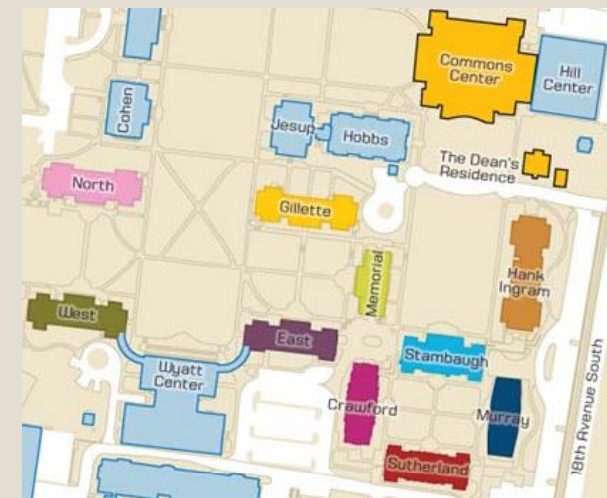 Commons
Center
Hill
Center
Cohen
Jesup
Hobbs
The Dean's
Residence
North
Gillette
Memorial
Hank
Ingram
West
East
Stambaugh
Wyatt
Center
Crawford
Murray
18th Avenue South
Sutherland